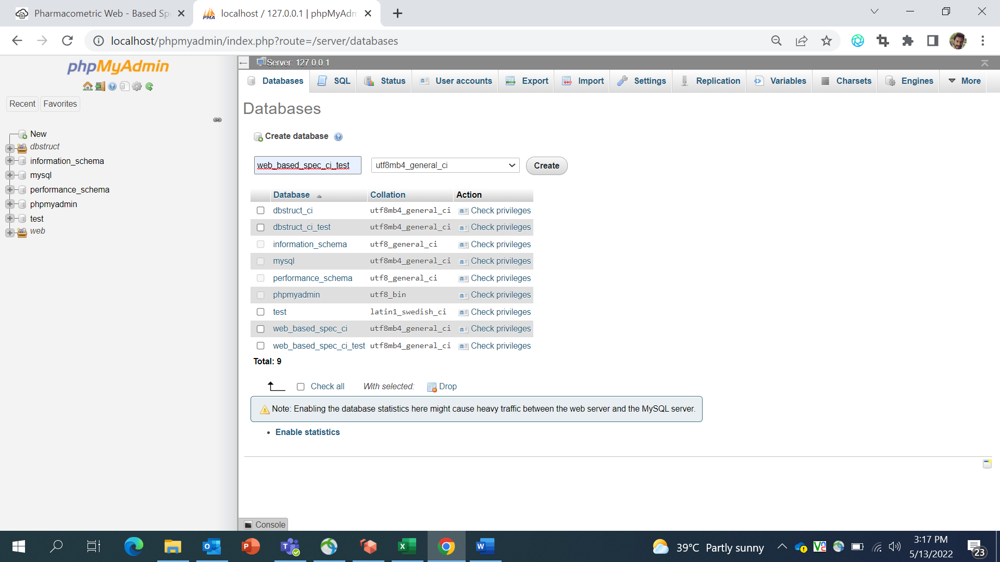 Pharmacometric Web - Based Sp
localhost / 127.0.0.1 | phpMyAdm
localhost/phpmyadmin/index.php?route=/server/databases
phpMyAdmin
Recent
Favorites
New
dbstruct
information_schema
mysql
performance_schema
phpmyadmin
test
web
Server: 127.0.0.1
Databases
SQL
Status
User accounts
Export
Import
Settings
Replication
Variables
Charsets
Engines
More
Databases
Create database
web_based_spec_ci_test
utf8mb4_general_ci
Create
Database Collation Action
dbstruct_ci utf8mb4_general_ci Check privileges
dbstruct_ci_test utf8mb4_general_ci Check privileges
information_schema utf8_general_ci Check privileges
mysql utf8mb4_general_ci Check privileges
performance_schema utf8_general_ci Check privileges
phpmyadmin utf8_bin Check privileges
test latin1_swedish_ci Check privileges
web_based_spec_ci utf8mb4_general_ci Check privileges
web_based_spec_ci_test utf8mb4_general_ci Check privileges
Total: 9
Check all With selected: Drop
Note: Enabling the database statistics here might cause heavy traffic between the web server and the MySQL server.
Enable statistics
Console
39°C Partly sunny
3:17 PM
5/13/2022
23